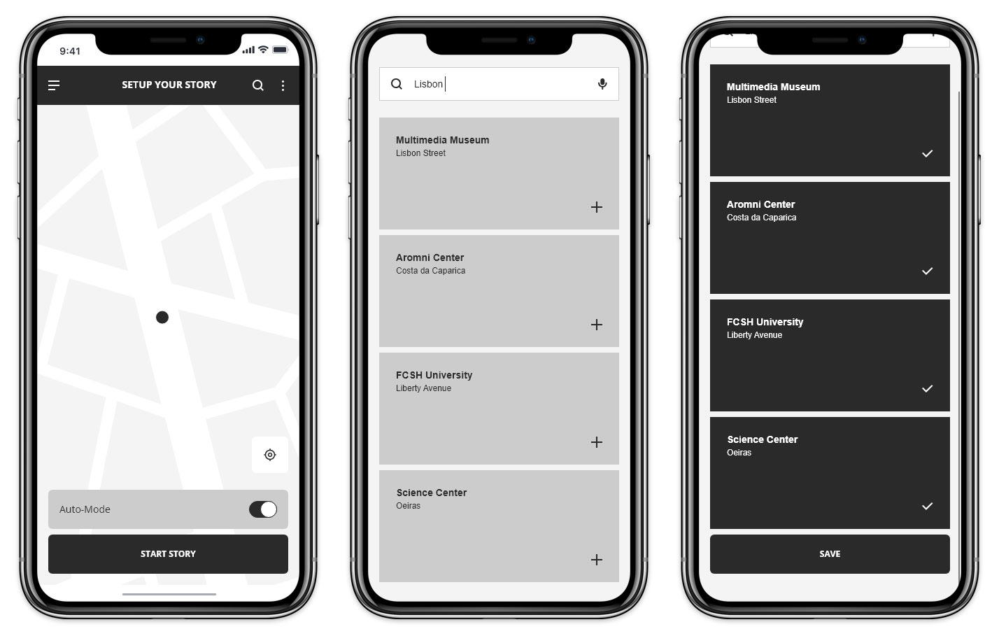 9:41
SETUP YOUR STORY
Auto-Mode
START STORY
Lisbon
Multimedia Museum
Lisbon Street
Aromni Center
Costa da Caparica
FCSH University
Liberty Avenue
Science Center
Oeiras
Multimedia Museum
Lisbon Street
Aromni Center
Costa da Caparica
FCSH University
Liberty Avenue
Science Center
Oeiras
SAVE